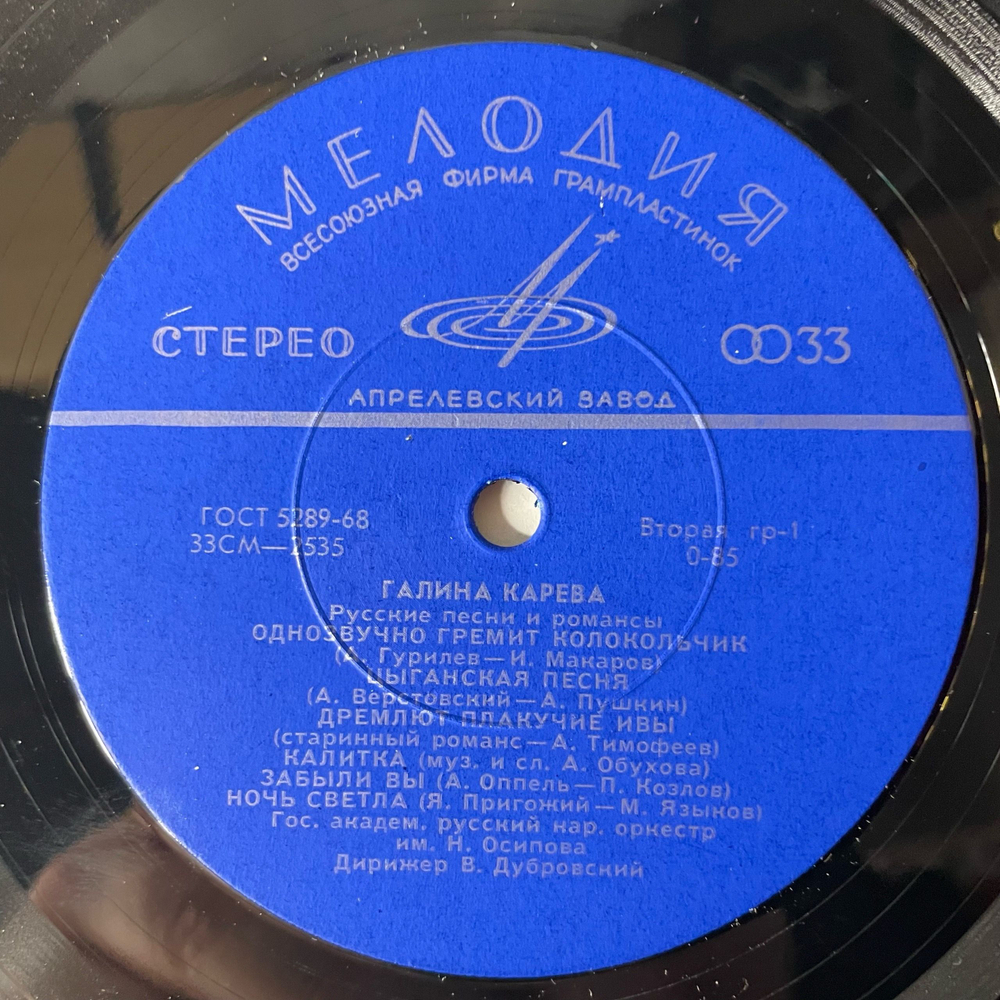 МЕЛОДИЯ
ВСЕСОЮЗНАЯ ФИРМА ГРАМПЛАСТИНОК
СТЕРЕО
33
АПРЕЛЕВСКИЙ ЗАВОД
ГОСТ 5289-68
Вторая гр-1
33СМ—2535
0-85
ГАЛИНА КАРЕВА
Русские песни и романсы
ОДНОЗВУЧНО ГРЕМИТ КОЛОКОЛЬЧИК
(А. Гурилев—И. Макаров)
ЦЫГАНСКАЯ ПЕСНЯ
(А. Верстовский—А. Пушкин)
ДРЕМЛЮТ ПЛАКУЧИЕ ИВЫ
(старинный романс—А. Тимофеев)
КАЛИТКА (муз. и сл. А. Обухова)
ЗАБЫЛИ ВЫ (А. Оппель—П. Козлов)
НОЧЬ СВЕТЛА (Я. Пригожий—М. Языков)
Гос. академ. русский нар. оркестр
им. Н. Осипова
Дирижер В. Дубровский